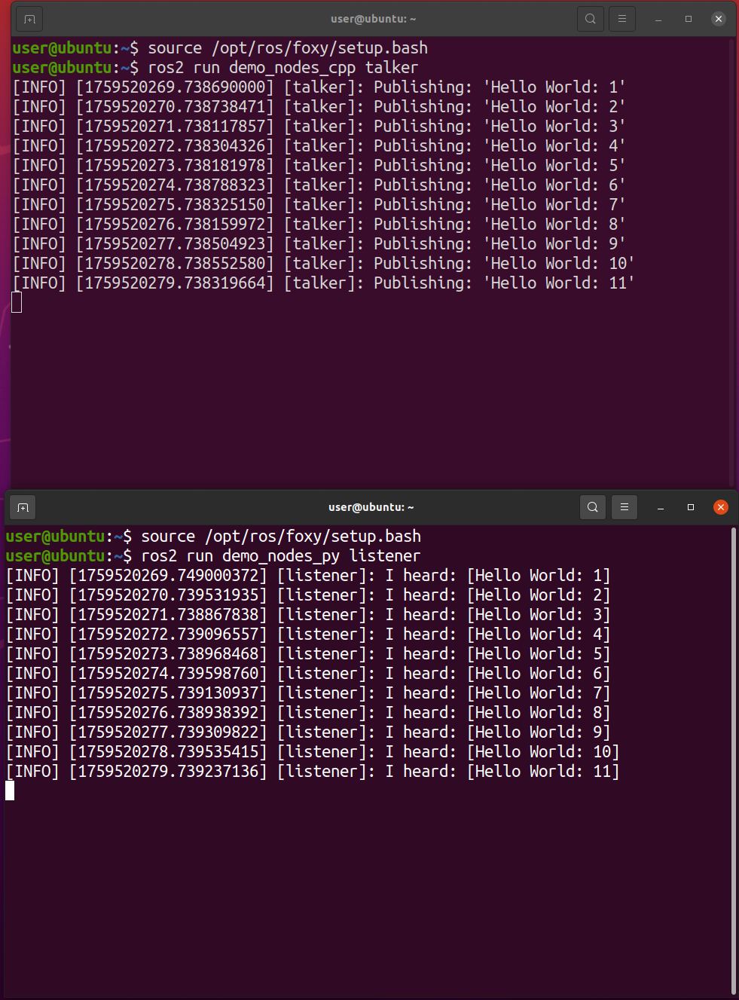 user@ubuntu: ~
user@ubuntu:~$ source /opt/ros/foxy/setup.bash
user@ubuntu:~$ ros2 run demo_nodes_cpp talker
[INFO] [1759520269.738690000] [talker]: Publishing: 'Hello World: 1'
[INFO] [1759520270.738738471] [talker]: Publishing: 'Hello World: 2'
[INFO] [1759520271.738117857] [talker]: Publishing: 'Hello World: 3'
[INFO] [1759520272.738304326] [talker]: Publishing: 'Hello World: 4'
[INFO] [1759520273.738181978] [talker]: Publishing: 'Hello World: 5'
[INFO] [1759520274.738788323] [talker]: Publishing: 'Hello World: 6'
[INFO] [1759520275.738325150] [talker]: Publishing: 'Hello World: 7'
[INFO] [1759520276.738159972] [talker]: Publishing: 'Hello World: 8'
[INFO] [1759520277.738504923] [talker]: Publishing: 'Hello World: 9'
[INFO] [1759520278.738552580] [talker]: Publishing: 'Hello World: 10'
[INFO] [1759520279.738319664] [talker]: Publishing: 'Hello World: 11'
user@ubuntu: ~
user@ubuntu:~$ source /opt/ros/foxy/setup.bash
user@ubuntu:~$ ros2 run demo_nodes_py listener
[INFO] [1759520269.749000372] [listener]: I heard: [Hello World: 1]
[INFO] [1759520270.739531935] [listener]: I heard: [Hello World: 2]
[INFO] [1759520271.738867838] [listener]: I heard: [Hello World: 3]
[INFO] [1759520272.739096557] [listener]: I heard: [Hello World: 4]
[INFO] [1759520273.738968468] [listener]: I heard: [Hello World: 5]
[INFO] [1759520274.739598760] [listener]: I heard: [Hello World: 6]
[INFO] [1759520275.739130937] [listener]: I heard: [Hello World: 7]
[INFO] [1759520276.738938392] [listener]: I heard: [Hello World: 8]
[INFO] [1759520277.739309822] [listener]: I heard: [Hello World: 9]
[INFO] [1759520278.739535415] [listener]: I heard: [Hello World: 10]
[INFO] [1759520279.739237136] [listener]: I heard: [Hello World: 11]